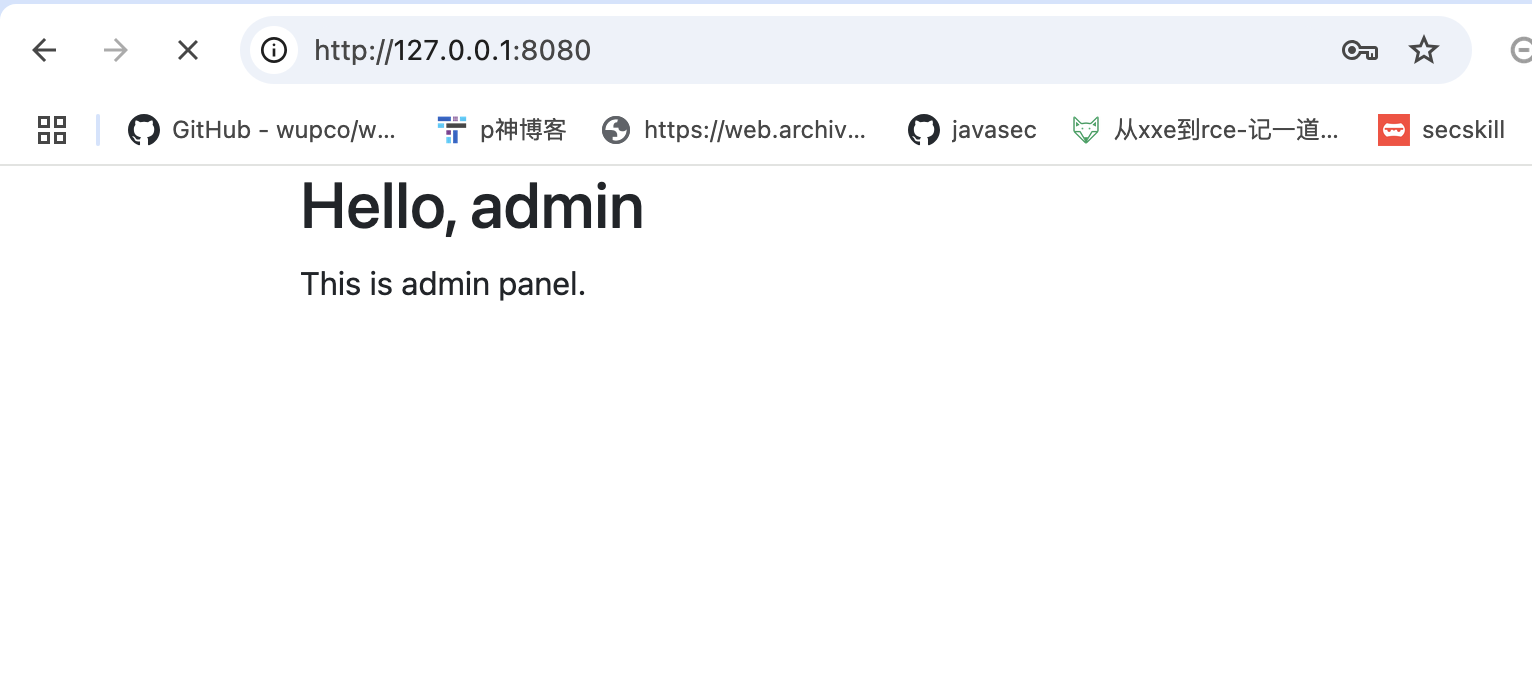 http://127.0.0.1:8080
GitHub - wupco/w... p神博客 https://web.archiv... javasec 从xxe到rce-记一道... secskill
Hello, admin
This is admin panel.